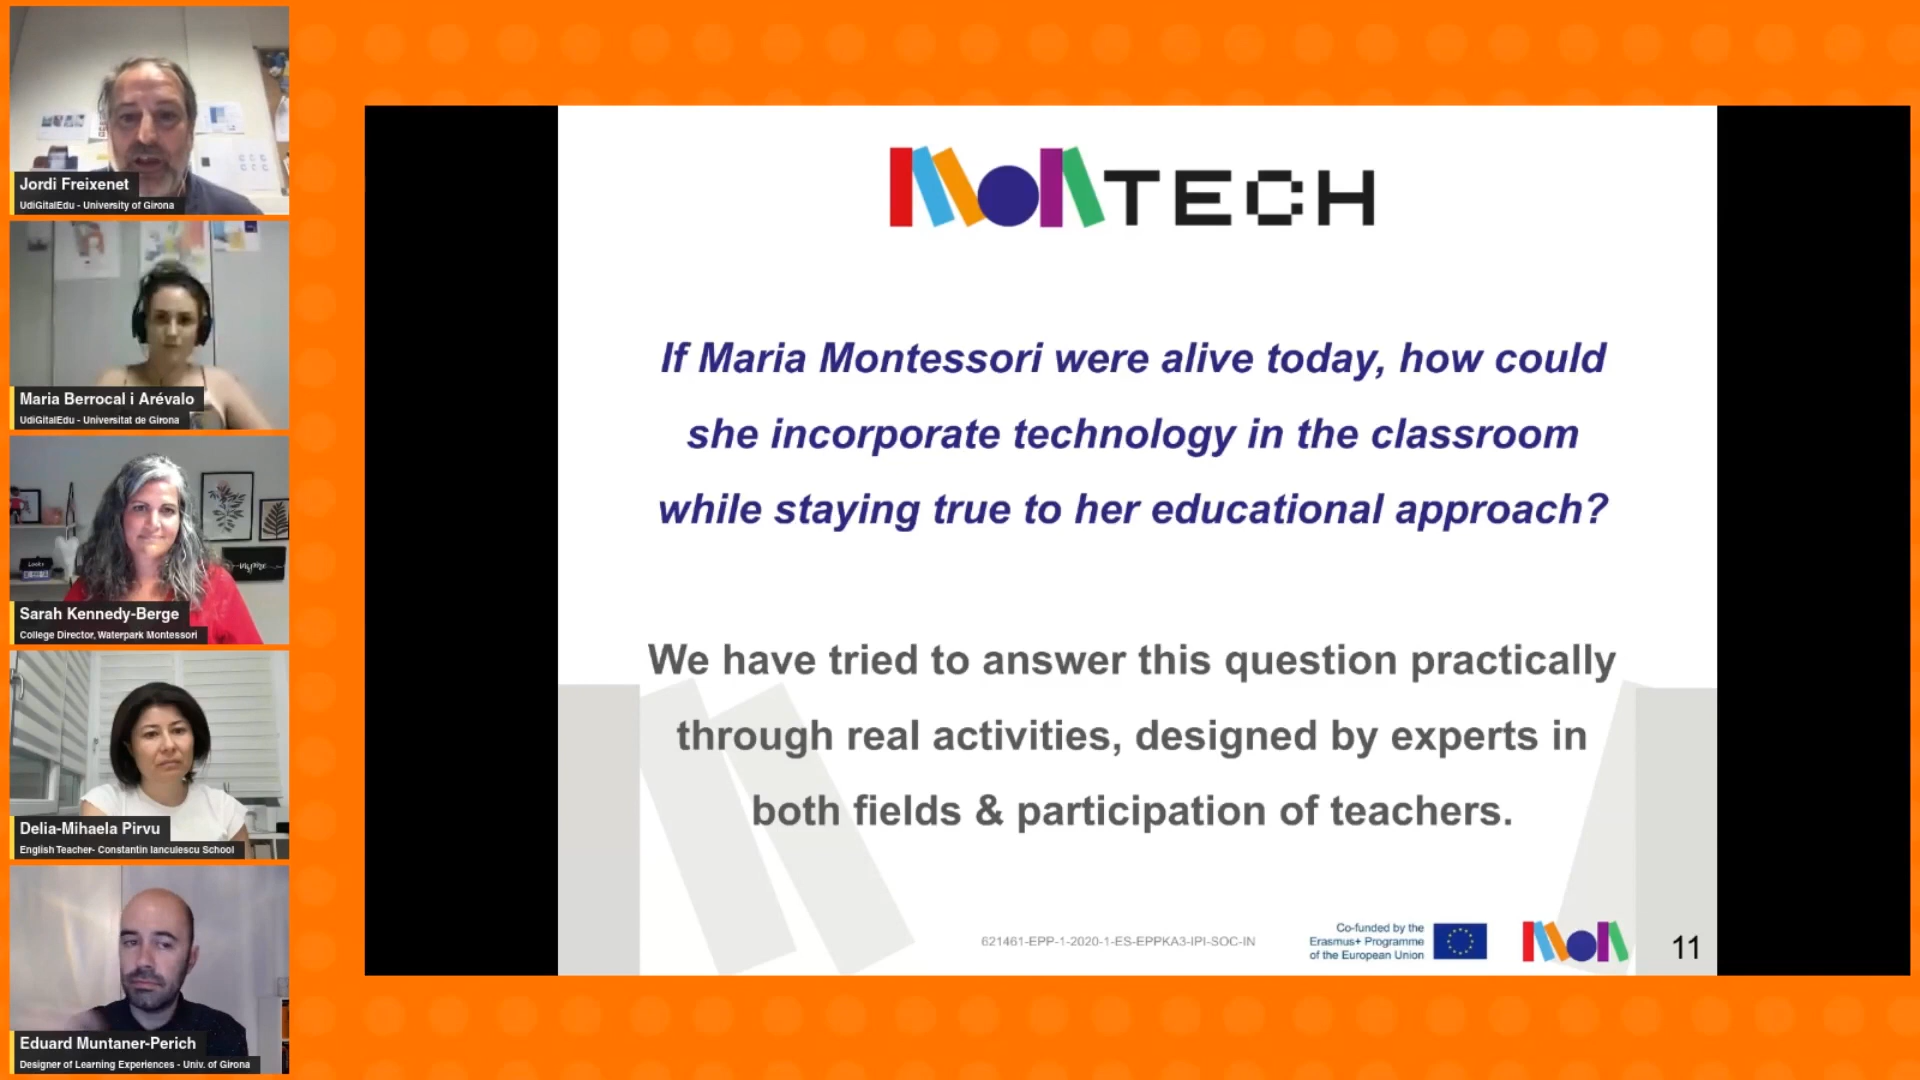 Jordi Freixenet
UdiGitalEdu - University of Girona
Maria Berrocal i Arévalo
UdiGitalEdu - Universitat de Girona
Sarah Kennedy-Berge
College Director, Waterpark Montessori
Delia-Mihaela Pirvu
English Teacher- Constantin Ianculescu School
Eduard Muntaner-Perich
Designer of Learning Experiences - Univ. of Girona
MONTECH
If Maria Montessori were alive today, how could
she incorporate technology in the classroom
while staying true to her educational approach?
We have tried to answer this question practically
through real activities, designed by experts in
both fields & participation of teachers.
621461-EPP-1-2020-1-ES-EPPKA3-IPI-SOC-IN
Co-funded by the
Erasmus+ Programme
of the European Union
MON
11